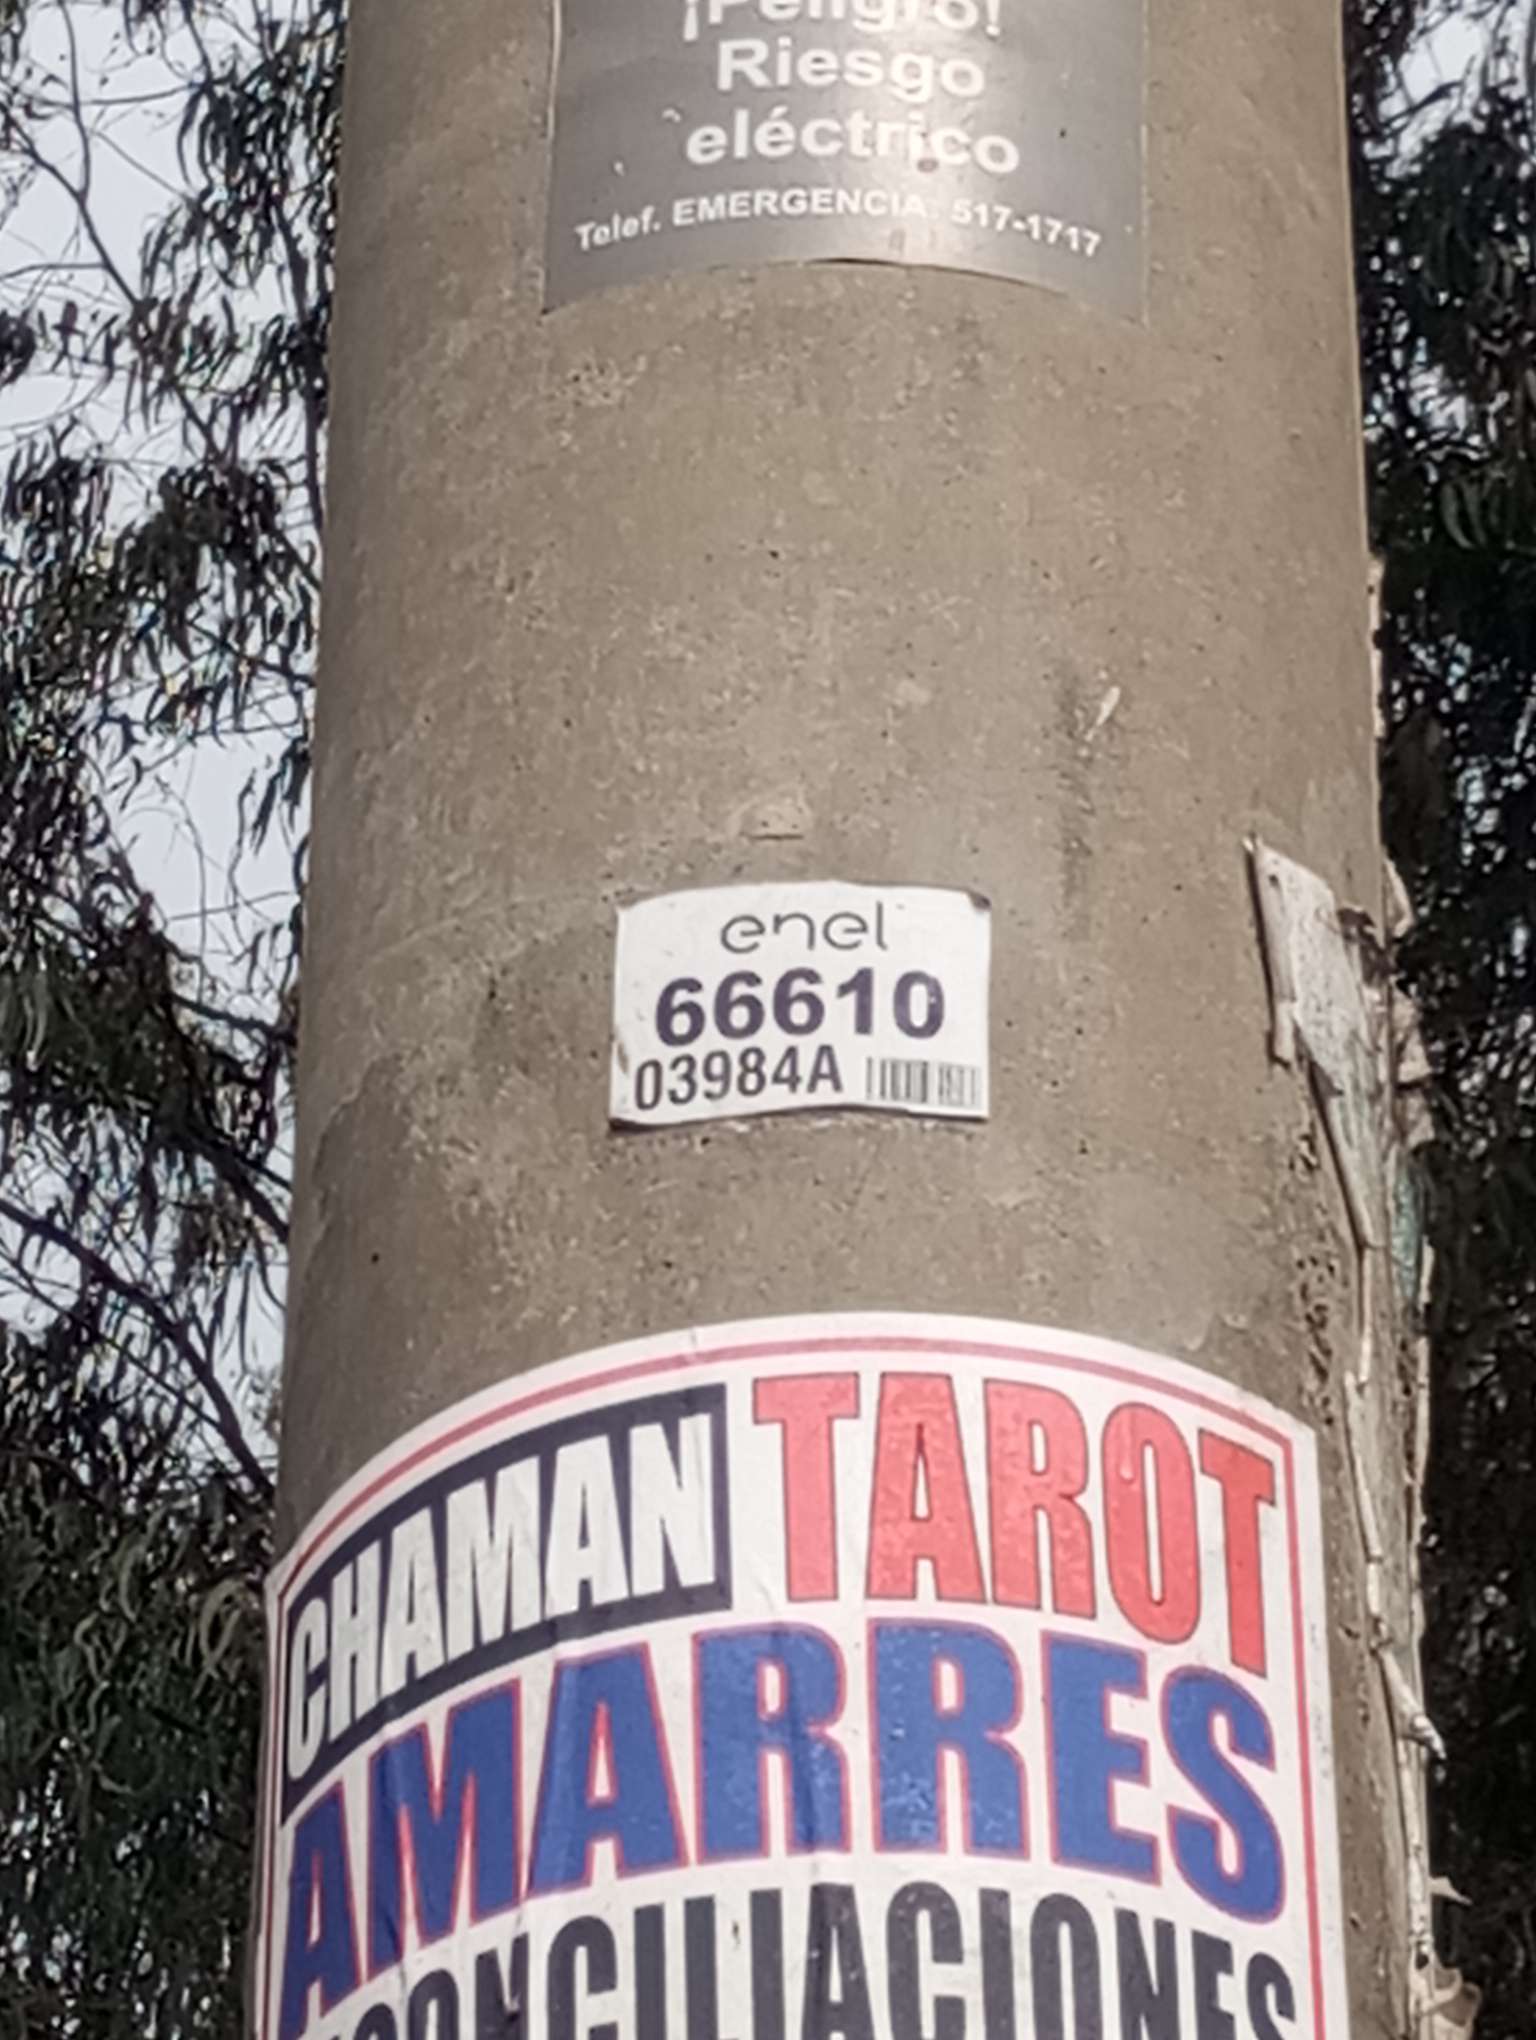 ¡Peligro!
Riesgo
eléctrico
Telef. EMERGENCIA: 517-1717
enel
66610
03984A
CHAMAN TAROT
AMARRES